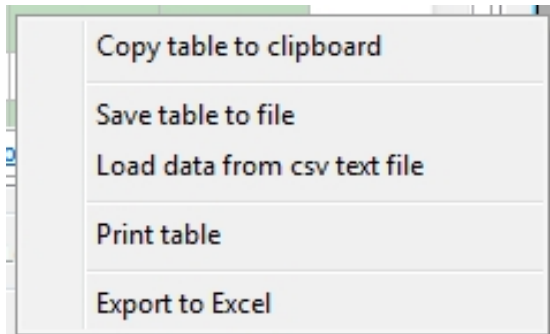 Copy table to clipboard
Save table to file
Load data from csv text file
Print table
Export to Excel